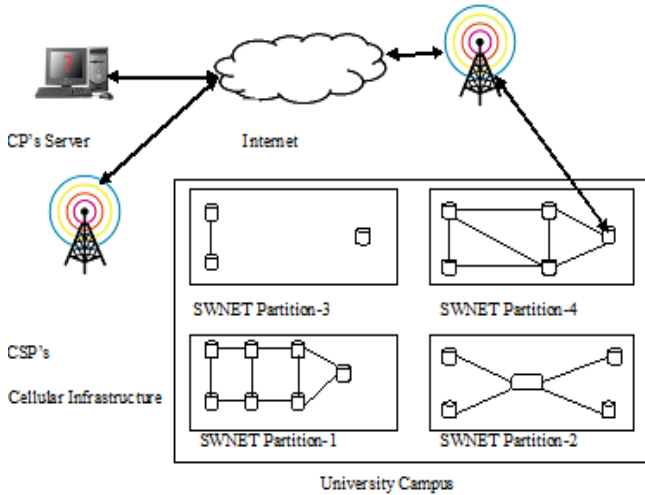 ?
CP's Server
Internet
SWNET Partition-3
SWNET Partition-4
CSP's
Cellular Infrastructure
SWNET Partition-1
SWNET Partition-2
University Campus